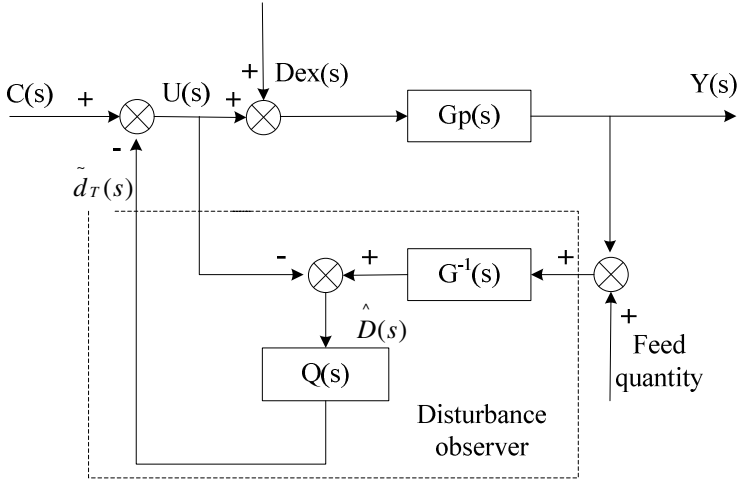 Dex(s)
+
C(s)
+
U(s)
+
Gp(s)
Y(s)
-
d̃T(s)
-
+
G⁻¹(s)
+
+
D̂(s)
Feed
quantity
Q(s)
Disturbance
observer